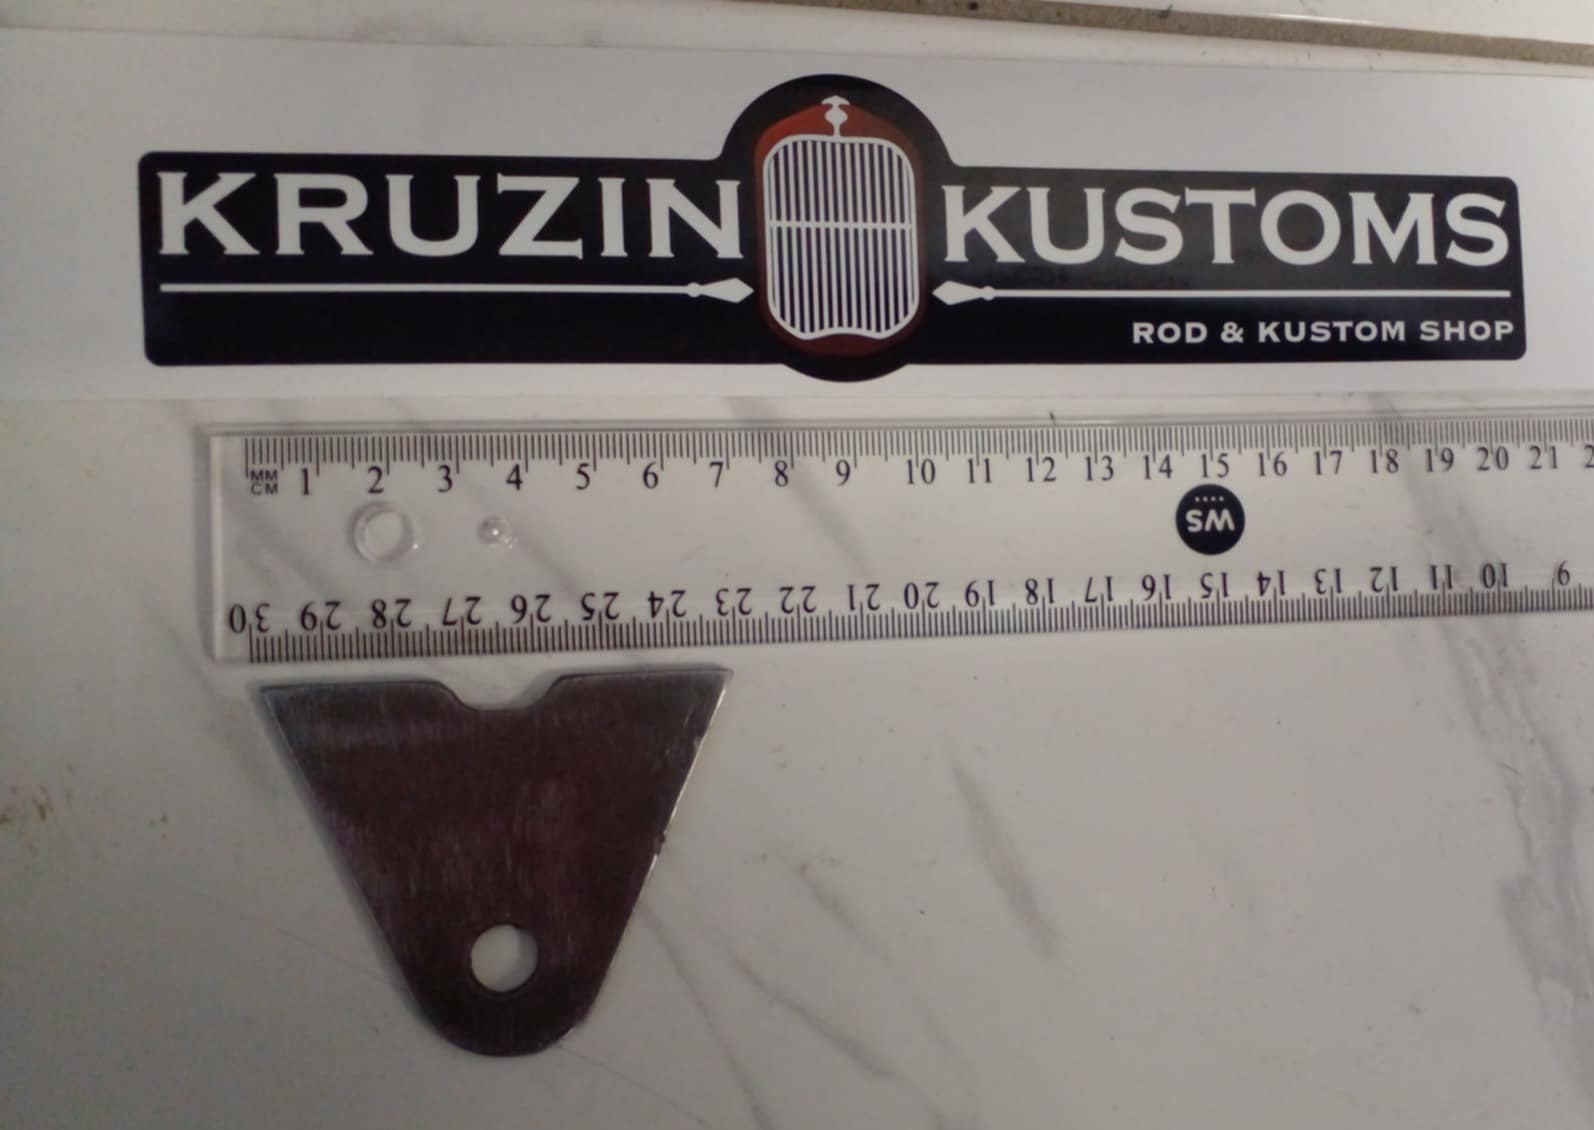 KRUZIN KUSTOMS
ROD & KUSTOM SHOP
1 2 3 4 5 6 7 8 9 10 11 12 13 14 15 16 17 18 19 20 21
MM
CM
WS
30 29 28 27 26 25 24 23 22 21 20 19 18 17 16 15 14 13 12 11 10 9